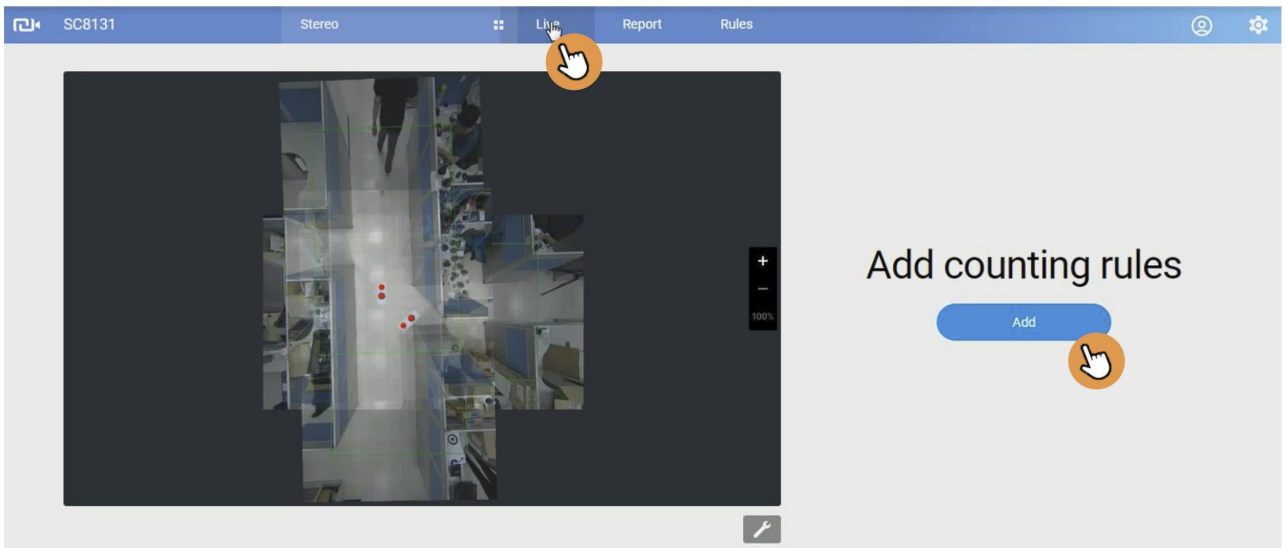 SC8131
Stereo
Live
Report
Rules
100%
Add counting rules
Add